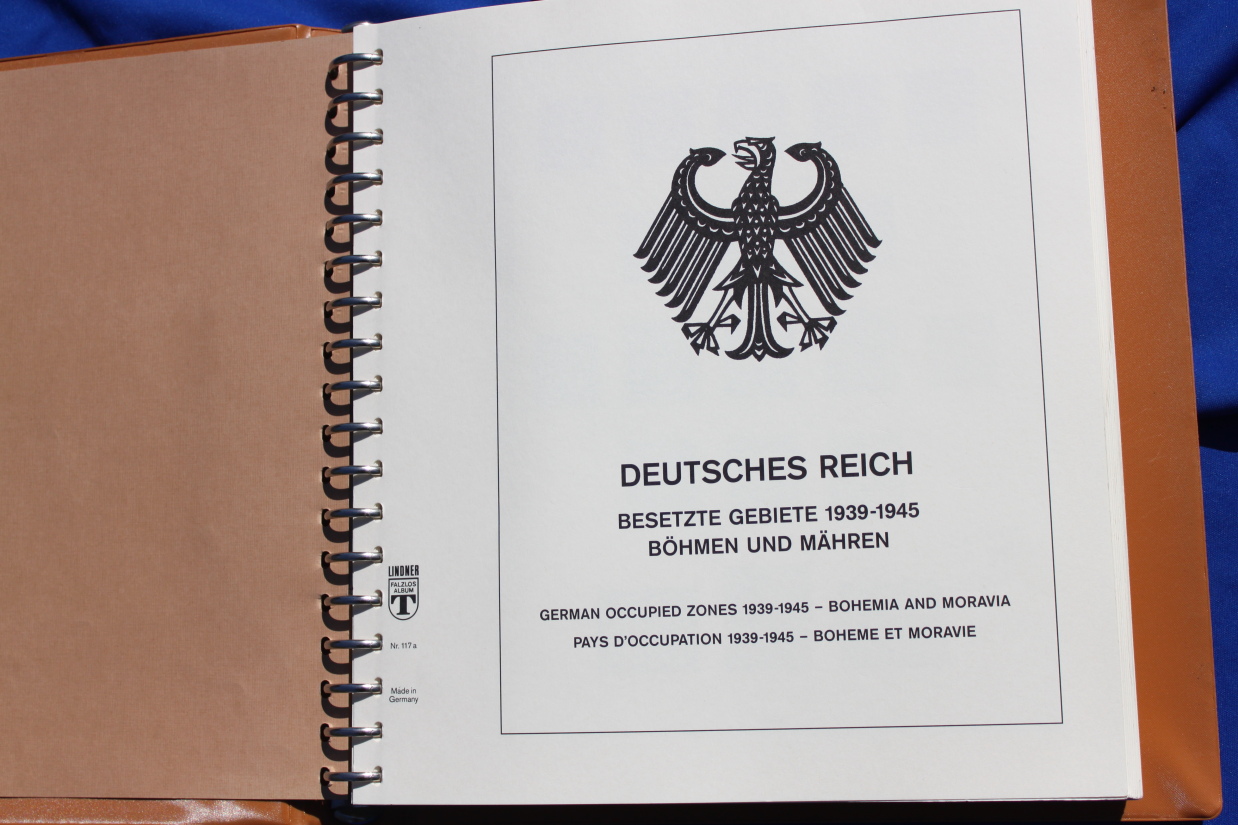 DEUTSCHES REICH
BESETZTE GEBIETE 1939-1945
BÖHMEN UND MÄHREN
GERMAN OCCUPIED ZONES 1939-1945 – BOHEMIA AND MORAVIA
PAYS D'OCCUPATION 1939-1945 – BOHEME ET MORAVIE
LINDNER
FALZLOS
ALBUM
T
Nr. 117 a
Made in
Germany